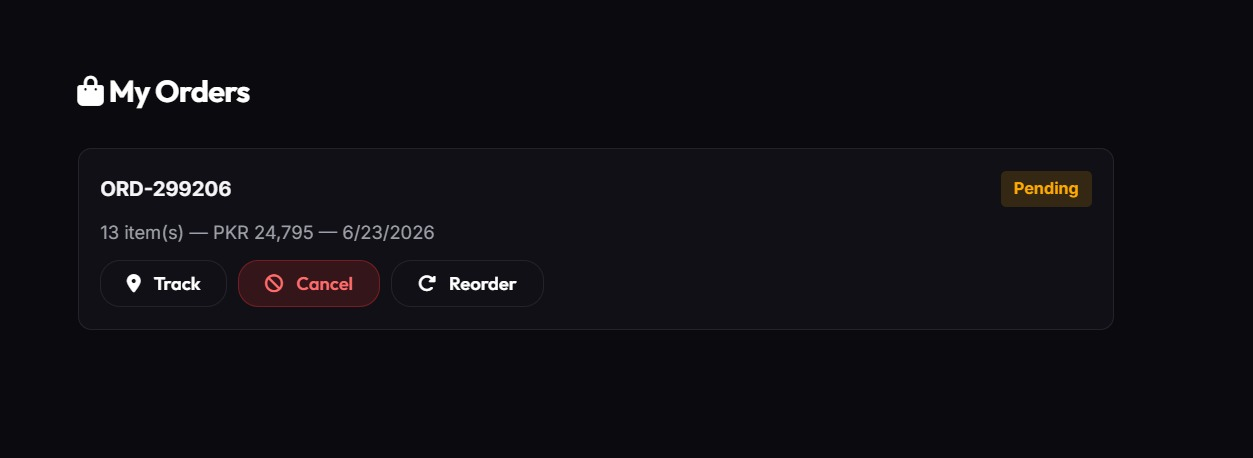 My Orders
ORD-299206
Pending
13 item(s) — PKR 24,795 — 6/23/2026
Track
Cancel
Reorder